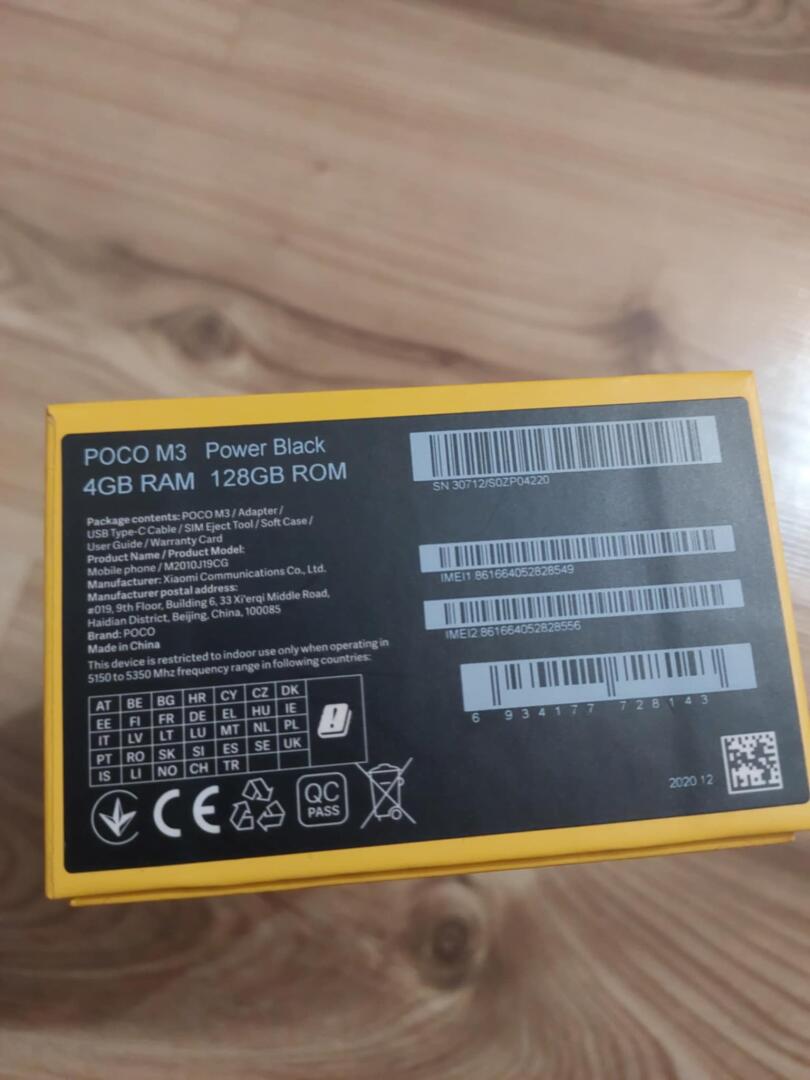 POCO M3 Power Black
4GB RAM 128GB ROM
Package contents: POCO M3 / Adapter /
USB Type-C Cable / SIM Eject Tool / Soft Case /
User Guide / Warranty Card
Product Name / Product Model:
Mobile phone / M2010J19CG
Manufacturer: Xiaomi Communications Co., Ltd.
Manufacturer postal address:
#019, 9th Floor, Building 6, 33 Xi'erqi Middle Road,
Haidian District, Beijing, China, 100085
Brand: POCO
Made in China
This device is restricted to indoor use only when operating in
5150 to 5350 Mhz frequency range in following countries:
AT BE BG HR CY CZ DK
EE FI FR DE EL HU IE
IT LV LT LU MT NL PL
PT RO SK SI ES SE UK
IS LI NO CH TR
CE
QC
PASS
SN 30712/S0ZP04220
IMEI1 861664052828549
IMEI2 861664052828556
6 934177 728143
2020.12